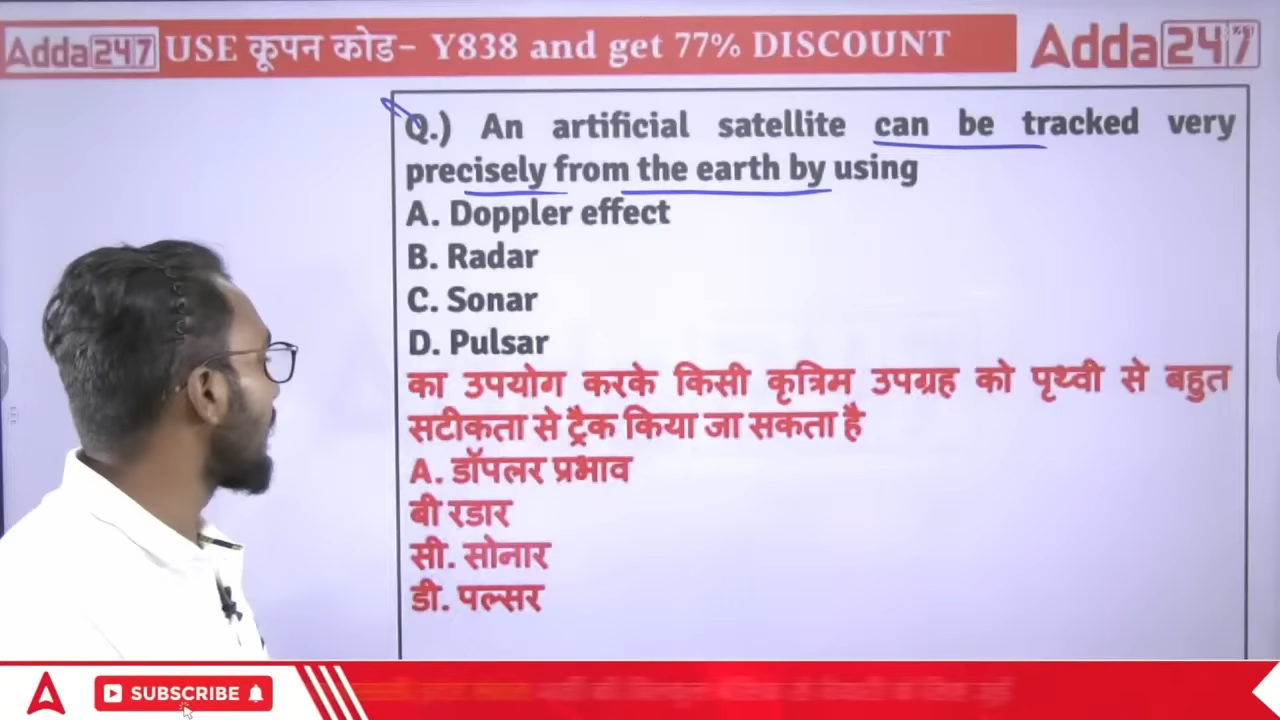 Adda247 USE कूपन कोड- Y838 and get 77% DISCOUNT Adda247
Q.) An artificial satellite can be tracked very
precisely from the earth by using
A. Doppler effect
B. Radar
C. Sonar
D. Pulsar
का उपयोग करके किसी कृत्रिम उपग्रह को पृथ्वी से बहुत
सटीकता से ट्रैक किया जा सकता है
A. डॉपलर प्रभाव
बी रडार
सी. सोनार
डी. पल्सर
SUBSCRIBE